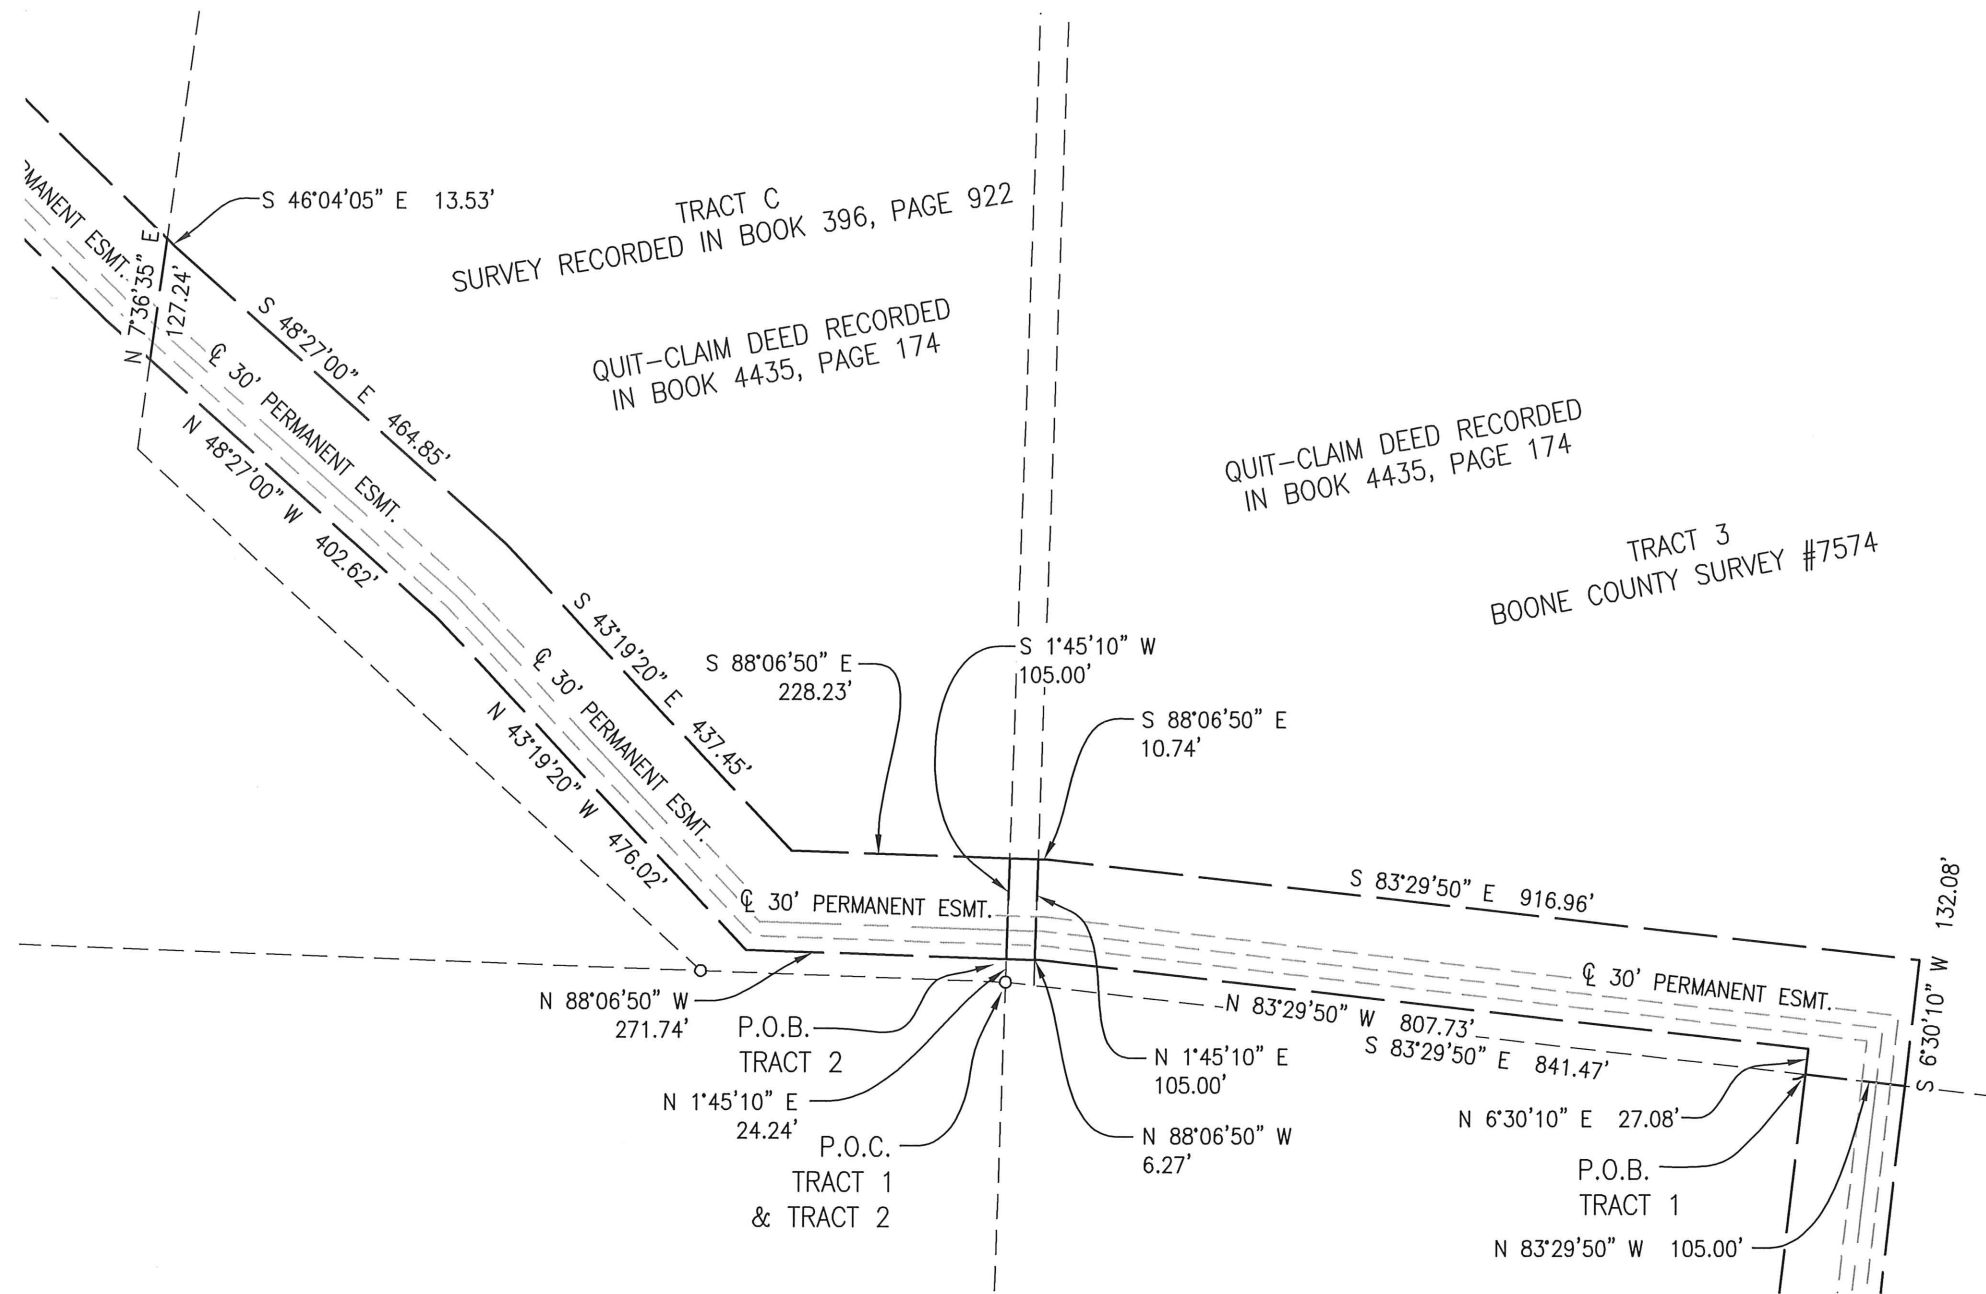 S 46°04'05" E 13.53'
TRACT C
SURVEY RECORDED IN BOOK 396, PAGE 922
QUIT-CLAIM DEED RECORDED
IN BOOK 4435, PAGE 174
RMANENT ESMT.
N 7°36'35" E
127.24'
S 48°27'00" E 464.85'
℄ 30' PERMANENT ESMT.
N 48°27'00" W 402.62'
QUIT-CLAIM DEED RECORDED
IN BOOK 4435, PAGE 174
TRACT 3
BOONE COUNTY SURVEY #7574
S 43°19'20" E 437.45'
℄ 30' PERMANENT ESMT.
N 43°19'20" W 476.02'
S 88°06'50" E
228.23'
S 1°45'10" W
105.00'
S 88°06'50" E
10.74'
℄ 30' PERMANENT ESMT.
S 83°29'50" E 916.96'
S 6°30'10" W 132.08'
℄ 30' PERMANENT ESMT.
N 88°06'50" W
271.74'
P.O.B.
TRACT 2
N 1°45'10" E
24.24'
P.O.C.
TRACT 1
& TRACT 2
N 1°45'10" E
105.00'
N 88°06'50" W
6.27'
N 83°29'50" W 807.73'
S 83°29'50" E 841.47'
N 6°30'10" E 27.08'
P.O.B.
TRACT 1
N 83°29'50" W 105.00'